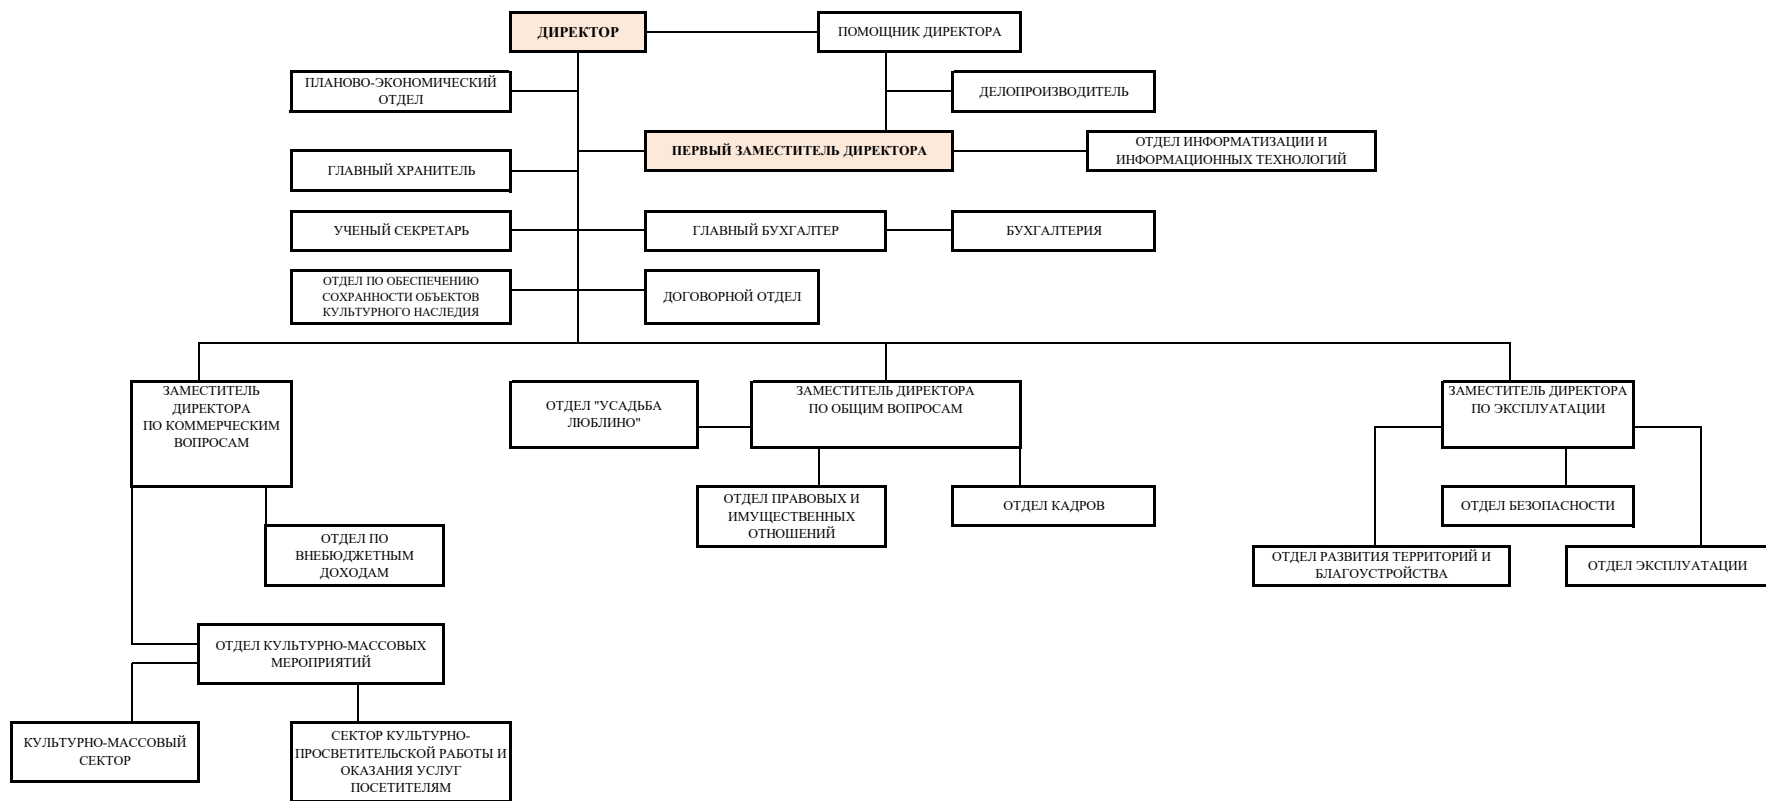 ДИРЕКТОР
ПОМОЩНИК ДИРЕКТОРА
ПЛАНОВО-ЭКОНОМИЧЕСКИЙ
ОТДЕЛ
ДЕЛОПРОИЗВОДИТЕЛЬ
ПЕРВЫЙ ЗАМЕСТИТЕЛЬ ДИРЕКТОРА
ОТДЕЛ ИНФОРМАТИЗАЦИИ И
ИНФОРМАЦИОННЫХ ТЕХНОЛОГИЙ
ГЛАВНЫЙ ХРАНИТЕЛЬ
УЧЕНЫЙ СЕКРЕТАРЬ
ГЛАВНЫЙ БУХГАЛТЕР
БУХГАЛТЕРИЯ
ОТДЕЛ ПО ОБЕСПЕЧЕНИЮ
СОХРАННОСТИ ОБЪЕКТОВ
КУЛЬТУРНОГО НАСЛЕДИЯ
ДОГОВОРНОЙ ОТДЕЛ
ЗАМЕСТИТЕЛЬ
ДИРЕКТОРА
ПО КОММЕРЧЕСКИМ
ВОПРОСАМ
ОТДЕЛ "УСАДЬБА
ЛЮБЛИНО"
ЗАМЕСТИТЕЛЬ ДИРЕКТОРА
ПО ОБЩИМ ВОПРОСАМ
ЗАМЕСТИТЕЛЬ ДИРЕКТОРА
ПО ЭКСПЛУАТАЦИИ
ОТДЕЛ ПРАВОВЫХ И
ИМУЩЕСТВЕННЫХ
ОТНОШЕНИЙ
ОТДЕЛ КАДРОВ
ОТДЕЛ БЕЗОПАСНОСТИ
ОТДЕЛ ПО
ВНЕБЮДЖЕТНЫМ
ДОХОДАМ
ОТДЕЛ РАЗВИТИЯ ТЕРРИТОРИЙ И
БЛАГОУСТРОЙСТВА
ОТДЕЛ ЭКСПЛУАТАЦИИ
ОТДЕЛ КУЛЬТУРНО-МАССОВЫХ
МЕРОПРИЯТИЙ
КУЛЬТУРНО-МАССОВЫЙ
СЕКТОР
СЕКТОР КУЛЬТУРНО-
ПРОСВЕТИТЕЛЬСКОЙ РАБОТЫ И
ОКАЗАНИЯ УСЛУГ
ПОСЕТИТЕЛЯМ